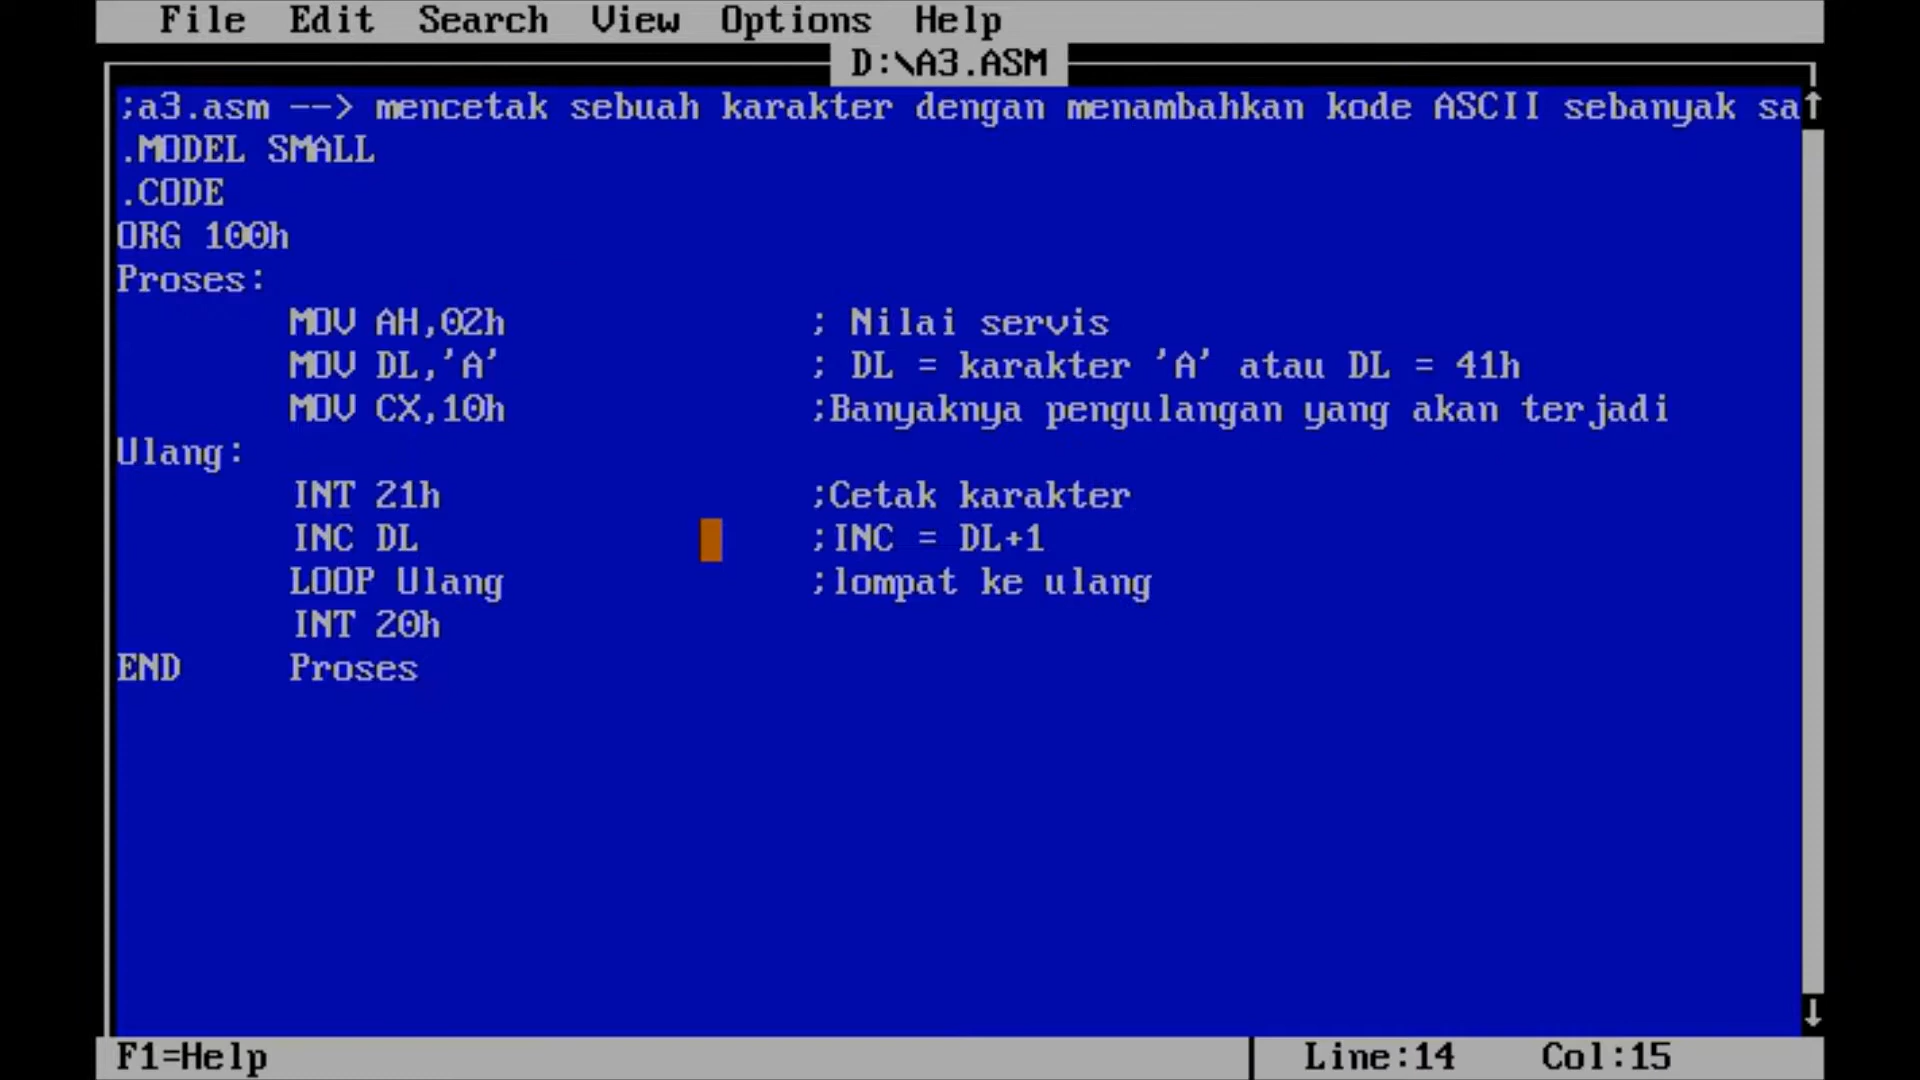 File Edit Search View Options Help
D:\A3.ASM
;a3.asm --> mencetak sebuah karakter dengan menambahkan kode ASCII sebanyak sa
.MODEL SMALL
.CODE
ORG 100h
Proses:
MOV AH,02h ; Nilai servis
MOV DL,'A' ; DL = karakter 'A' atau DL = 41h
MOV CX,10h ;Banyaknya pengulangan yang akan terjadi
Ulang:
INT 21h ;Cetak karakter
INC DL ;INC = DL+1
LOOP Ulang ;lompat ke ulang
INT 20h
END Proses
F1=Help Line:14 Col:15